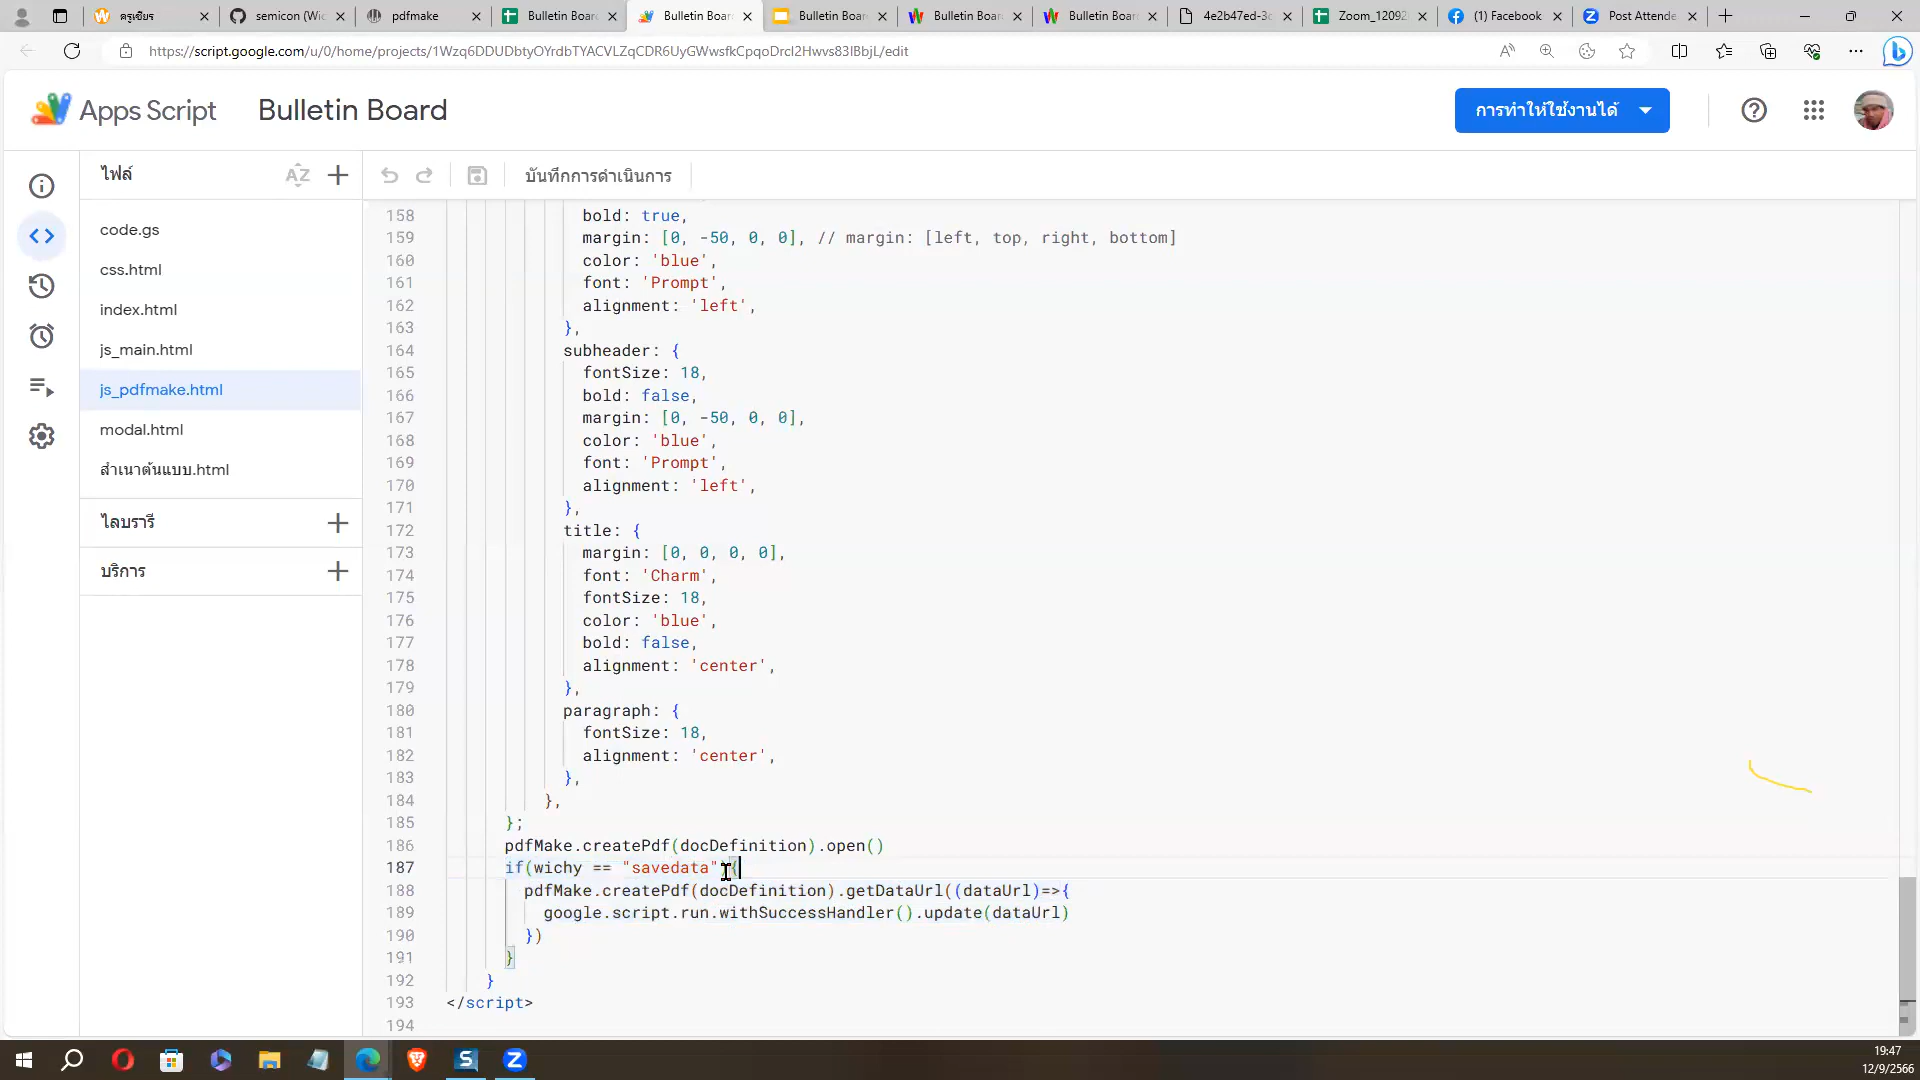 ครูเขียร
semicon (Wic
pdfmake
Bulletin Board
Bulletin Board
Bulletin Board
Bulletin Board
Bulletin Board
4e2b47ed-3c
Zoom_12092
(1) Facebook
Post Attende
https://script.google.com/u/0/home/projects/1Wzq6DDUDbtyOYrdbTYACVLZqCDR6UyGWwsfkCpqoDrcl2Hwvs83IBbjL/edit
Apps Script
Bulletin Board
การทำให้ใช้งานได้
ไฟล์
AZ
บันทึกการดำเนินการ
code.gs
css.html
index.html
js_main.html
js_pdfmake.html
modal.html
สำเนาต้นแบบ.html
ไลบรารี
บริการ
158 bold: true,
159 margin: [0, -50, 0, 0], // margin: [left, top, right, bottom]
160 color: 'blue',
161 font: 'Prompt',
162 alignment: 'left',
163 },
164 subheader: {
165 fontSize: 18,
166 bold: false,
167 margin: [0, -50, 0, 0],
168 color: 'blue',
169 font: 'Prompt',
170 alignment: 'left',
171 },
172 title: {
173 margin: [0, 0, 0, 0],
174 font: 'Charm',
175 fontSize: 18,
176 color: 'blue',
177 bold: false,
178 alignment: 'center',
179 },
180 paragraph: {
181 fontSize: 18,
182 alignment: 'center',
183 },
184 },
185 };
186 pdfMake.createPdf(docDefinition).open()
187 if(wichy == "savedata"){
188 pdfMake.createPdf(docDefinition).getDataUrl((dataUrl)=>{
189 google.script.run.withSuccessHandler().update(dataUrl)
190 })
191 }
192 }
193 </script>
194
19:47
12/9/2566